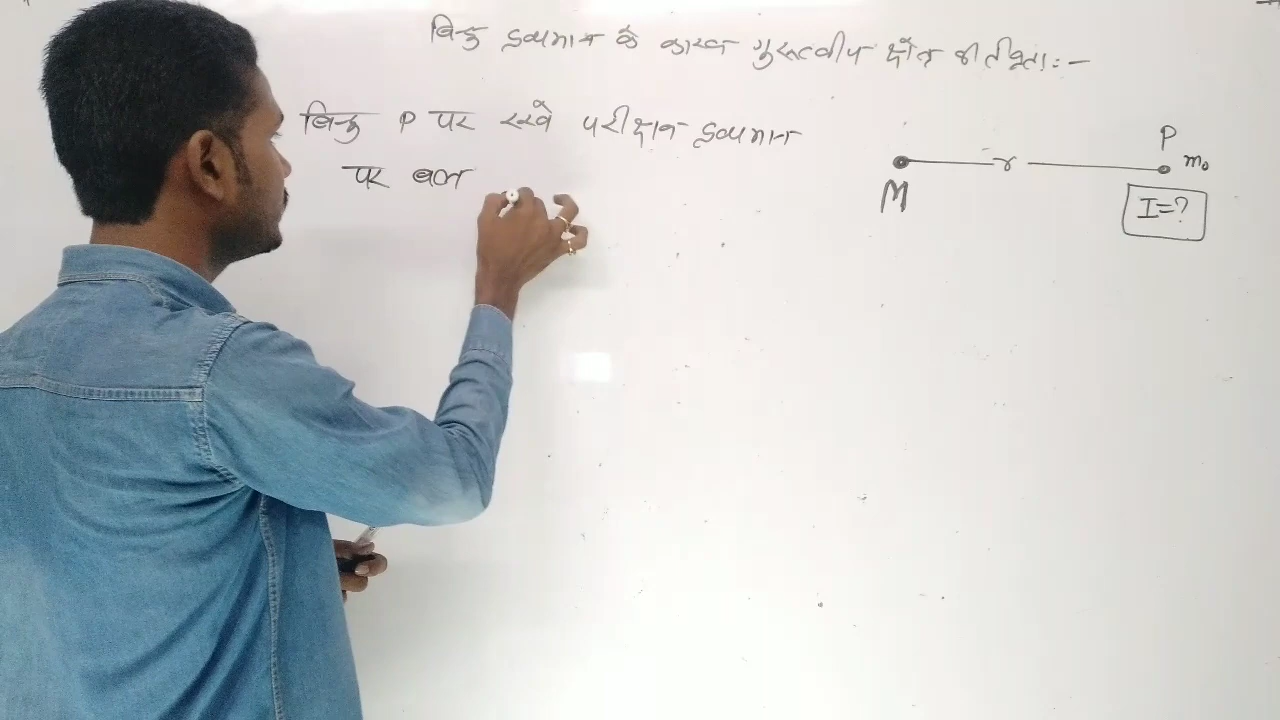 बिन्दु द्रव्यमान के कारण गुरुत्वीय क्षेत्र की तीव्रता:-
बिन्दु P पर रखे परीक्षण द्रव्यमान
पर बल
P
r
m₀
M
I=?